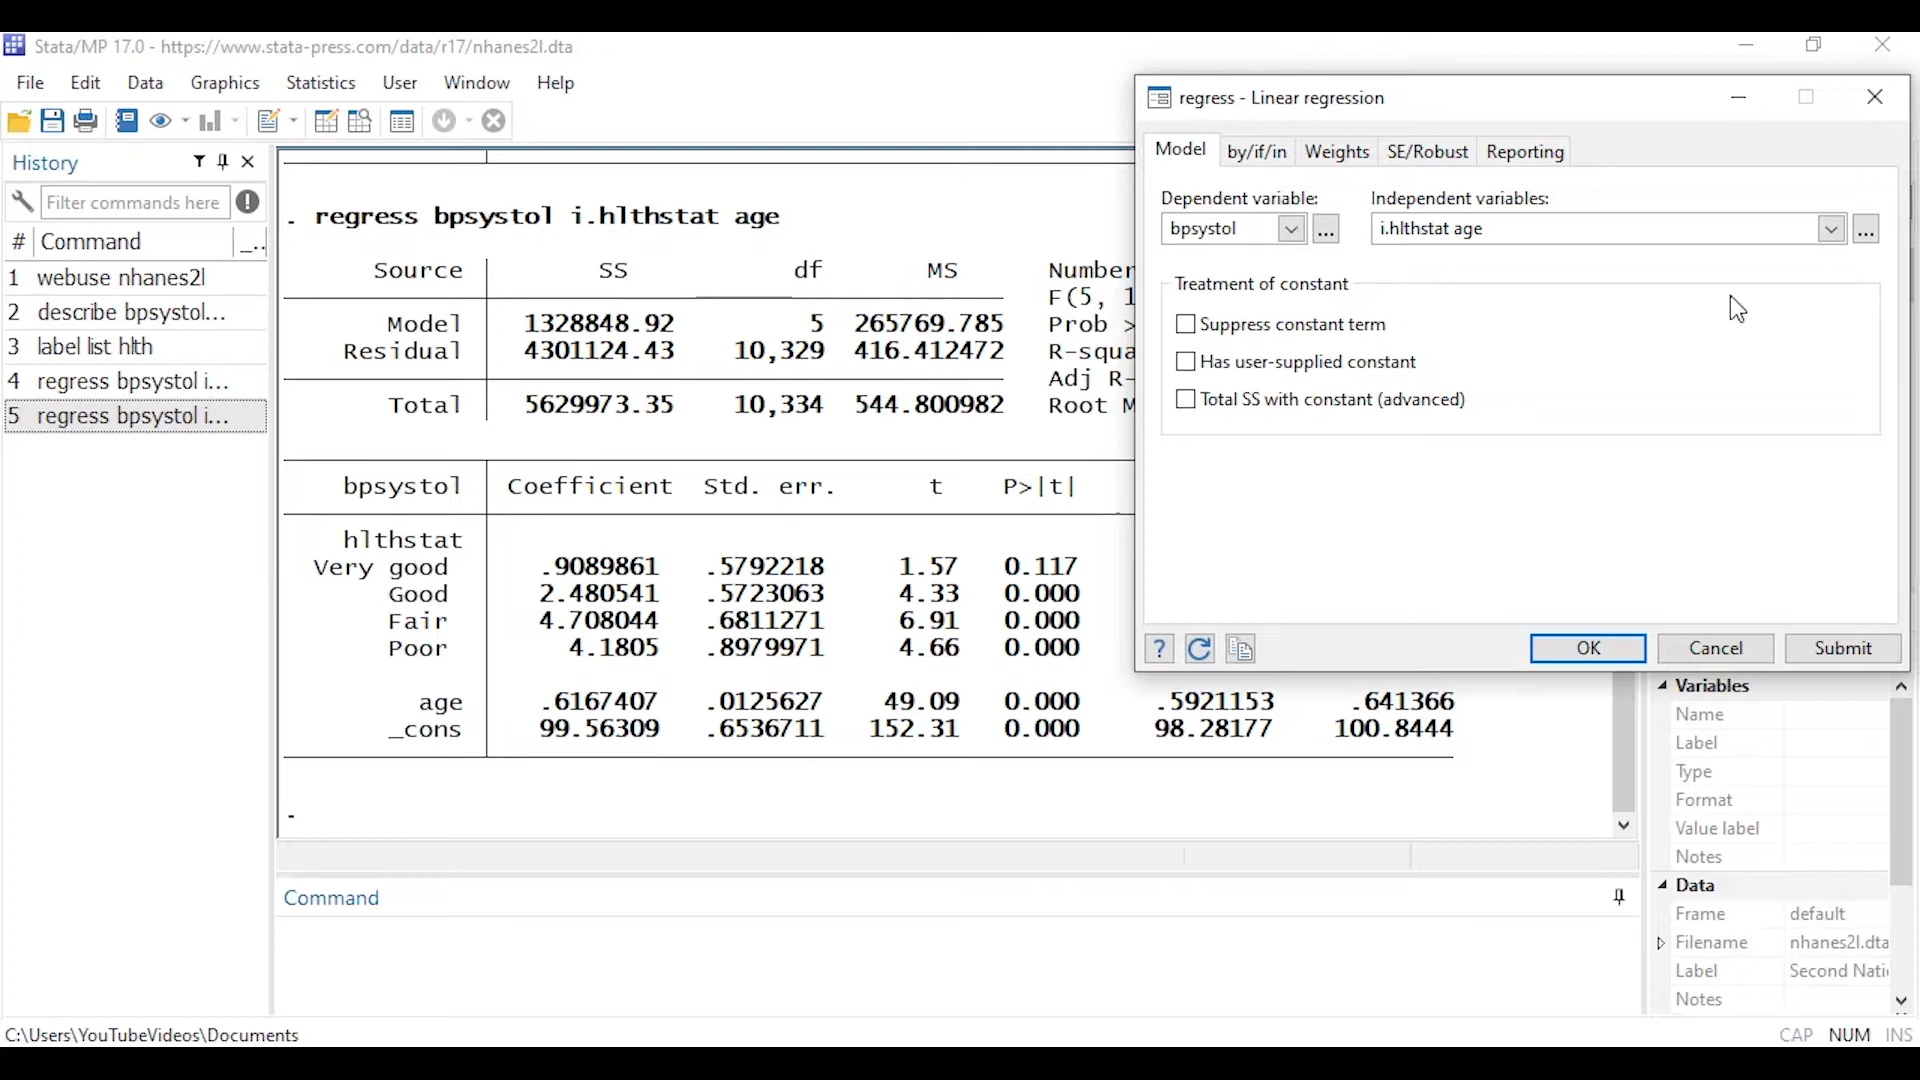 Stata/MP 17.0 - https://www.stata-press.com/data/r17/nhanes2l.dta
File Edit Data Graphics Statistics User Window Help
History
Filter commands here
# Command _..
1 webuse nhanes2l
2 describe bpsystol...
3 label list hlth
4 regress bpsystol i...
5 regress bpsystol i...
. regress bpsystol i.hlthstat age
Source SS df MS Number
F(5, 1
Model 1328848.92 5 265769.785 Prob >
Residual 4301124.43 10,329 416.412472 R-squa
Adj R-
Total 5629973.35 10,334 544.800982 Root M
bpsystol Coefficient Std. err. t P>|t|
hlthstat
Very good .9089861 .5792218 1.57 0.117
Good 2.480541 .5723063 4.33 0.000
Fair 4.708044 .6811271 6.91 0.000
Poor 4.1805 .8979971 4.66 0.000
age .6167407 .0125627 49.09 0.000 .5921153 .641366
_cons 99.56309 .6536711 152.31 0.000 98.28177 100.8444
.
Command
regress - Linear regression
Model by/if/in Weights SE/Robust Reporting
Dependent variable: Independent variables:
bpsystol ... i.hlthstat age ...
Treatment of constant
Suppress constant term
Has user-supplied constant
Total SS with constant (advanced)
? OK Cancel Submit
Variables
Name
Label
Type
Format
Value label
Notes
Data
Frame default
Filename nhanes2l.dta
Label Second Nati
Notes
C:\Users\YouTubeVideos\Documents
CAP NUM INS